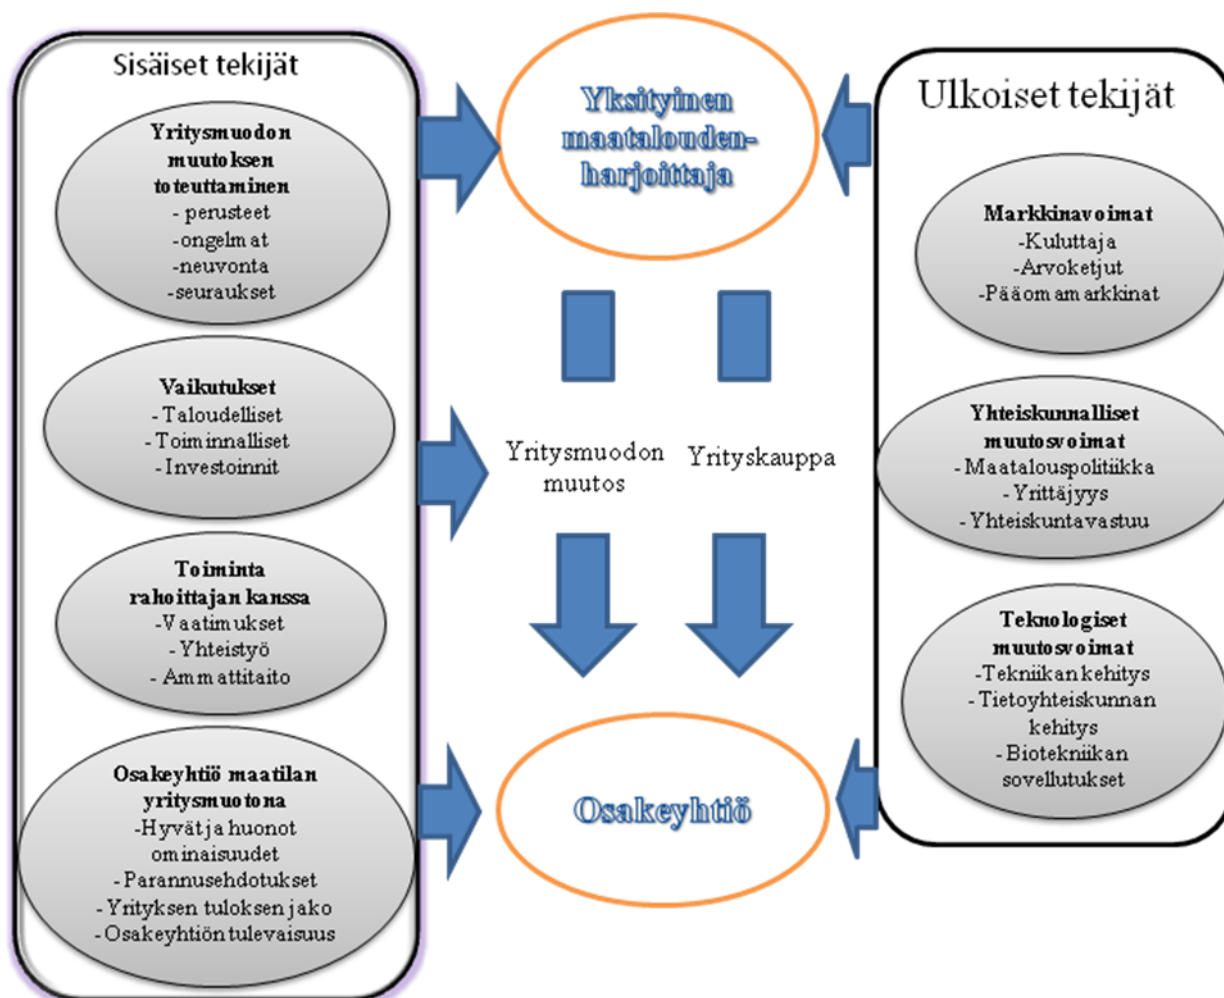 Sisäiset tekijät
Yritysmuodon
muutoksen
toteuttaminen
- perusteet
-ongelmat
-neuvonta
-seuraukset
Vaikutukset
- Taloudelliset
-Toiminnalliset
- Investoinnit
Toiminta
rahoittajan kanssa
-Vaatimukset
-Yhteistyö
- Ammattitaito
Osakeyhtiö maatilan
yritysmuotona
-Hyvät ja huonot
ominaisuudet
-Parannusehdotukset
- Yrityksen tuloksen jako
-Osakeyhtiön tulevaisuus
Yksityinen
maatalouden-
harjoittaja
Yritysmuodon
muutos
Yrityskauppa
Osakeyhtiö
Ulkoiset tekijät
Markkinavoimat
-Kuluttaja
-Arvoketjut
-Pääomamarkkinat
Yhteiskunnalliset
muutosvoimat
-Maatalouspolitiikka
-Yrittäjyys
-Yhteiskuntavastuu
Teknologiset
muutosvoimat
-Tekniikan kehitys
-Tietoyhteiskunnan
kehitys
-Biotekniikan
sovellutukset